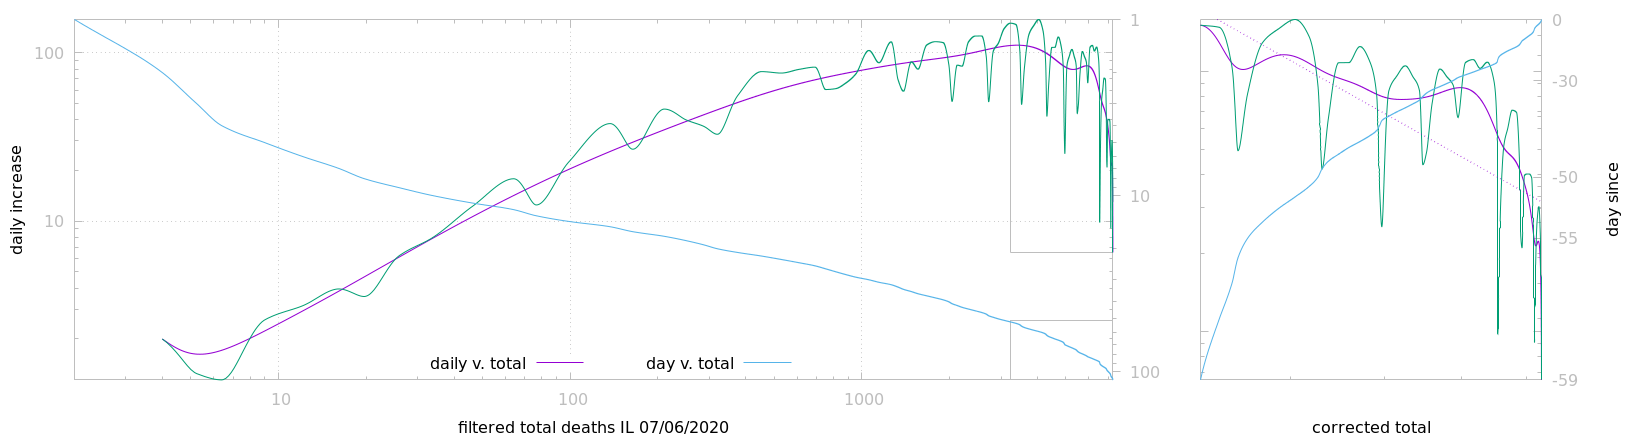 daily increase
100
10
10
100
1000
1
10
100
daily v. total
day v. total
filtered total deaths IL 07/06/2020
0
-30
-50
-55
-59
day since
corrected total